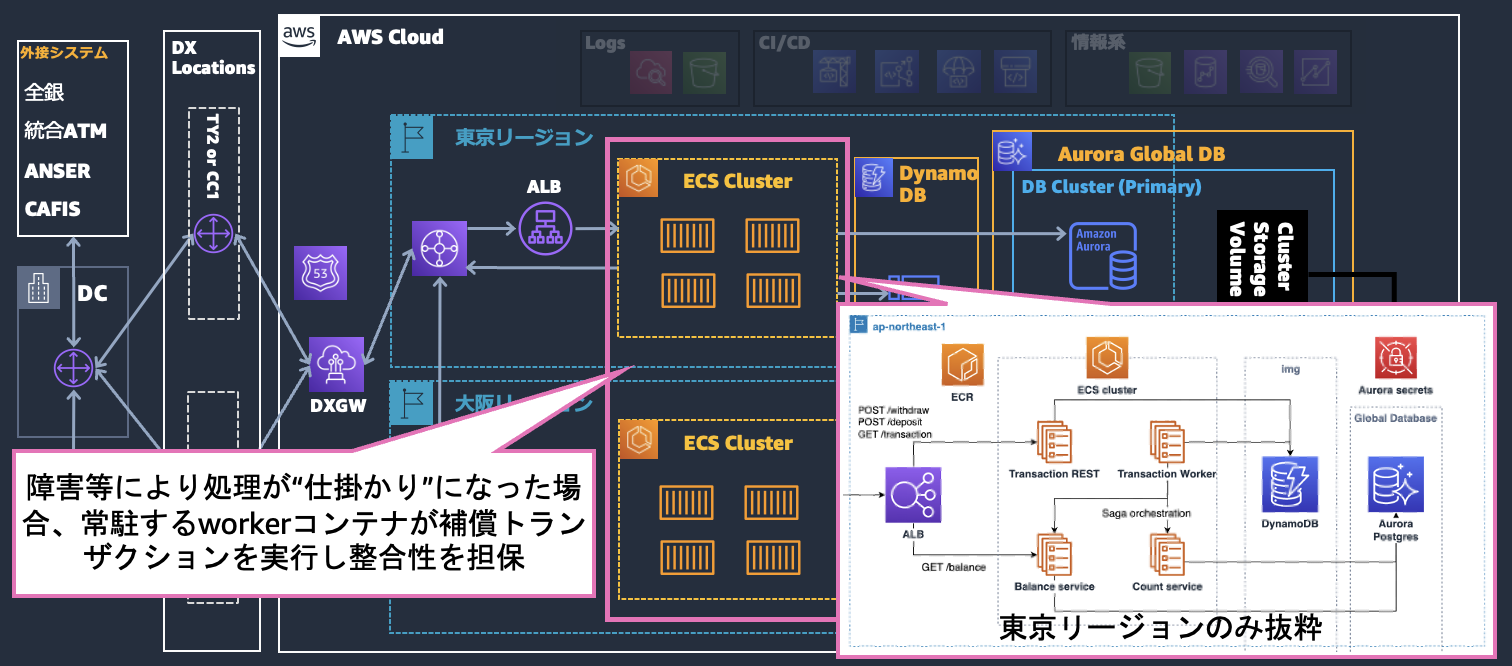 外接システム
全銀
統合ATM
ANSER
CAFIS
DC
DX
Locations
TY2 or CC1
aws
AWS Cloud
Logs
CI/CD
情報系
53
DXGW
東京リージョン
ALB
ECS Cluster
Dynamo
DB
Aurora Global DB
DB Cluster (Primary)
Amazon
Aurora
Cluster
Storage
Volume
大阪リージョン
ECS Cluster
障害等により処理が“仕掛かり”になった場
合、常駐するworkerコンテナが補償トラン
ザクションを実行し整合性を担保
ap-northeast-1
ECR
ECS cluster
img
Aurora secrets
Global Database
POST /withdraw
POST /deposit
GET /transaction
Transaction REST
Transaction Worker
Saga orchestration
ALB
GET /balance
Balance service
Count service
DynamoDB
Aurora
Postgres
東京リージョンのみ抜粋